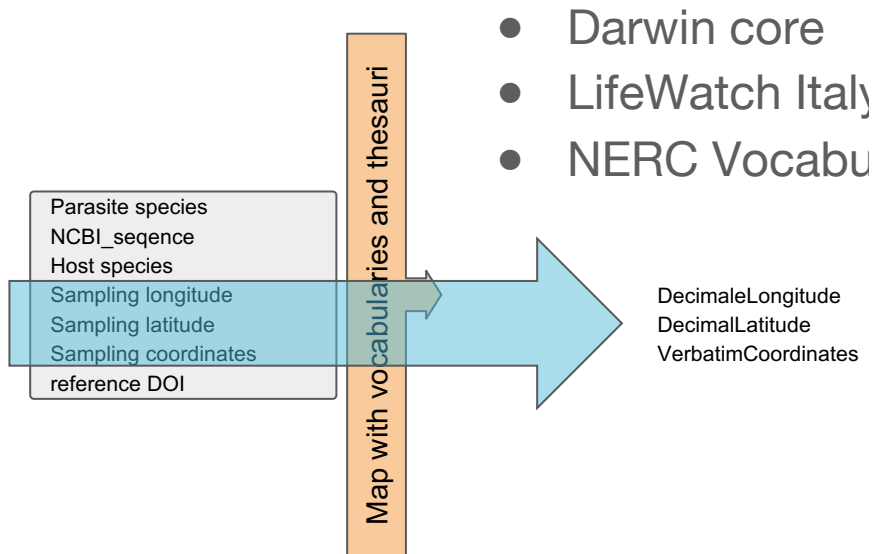 ● Darwin core
● LifeWatch Italy
● NERC Vocabu
Map with vocabularies and thesauri
Parasite species
NCBI_seqence
Host species
Sampling longitude
Sampling latitude
Sampling coordinates
reference DOI
DecimaleLongitude
DecimalLatitude
VerbatimCoordinates